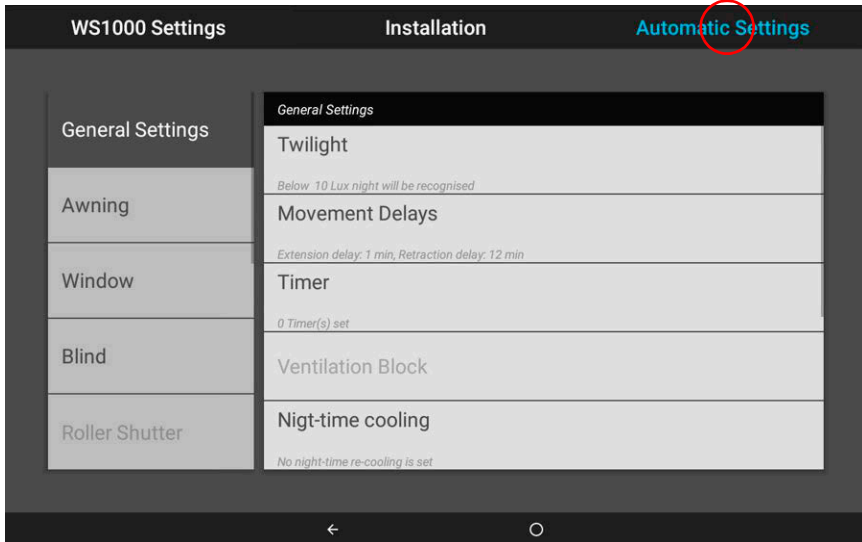 WS1000 Settings
Installation
Automatic Settings
General Settings
Awning
Window
Blind
Roller Shutter
General Settings
Twilight
Below 10 Lux night will be recognised
Movement Delays
Extension delay: 1 min, Retraction delay: 12 min
Timer
0 Timer(s) set
Ventilation Block
Nigt-time cooling
No night-time re-cooling is set